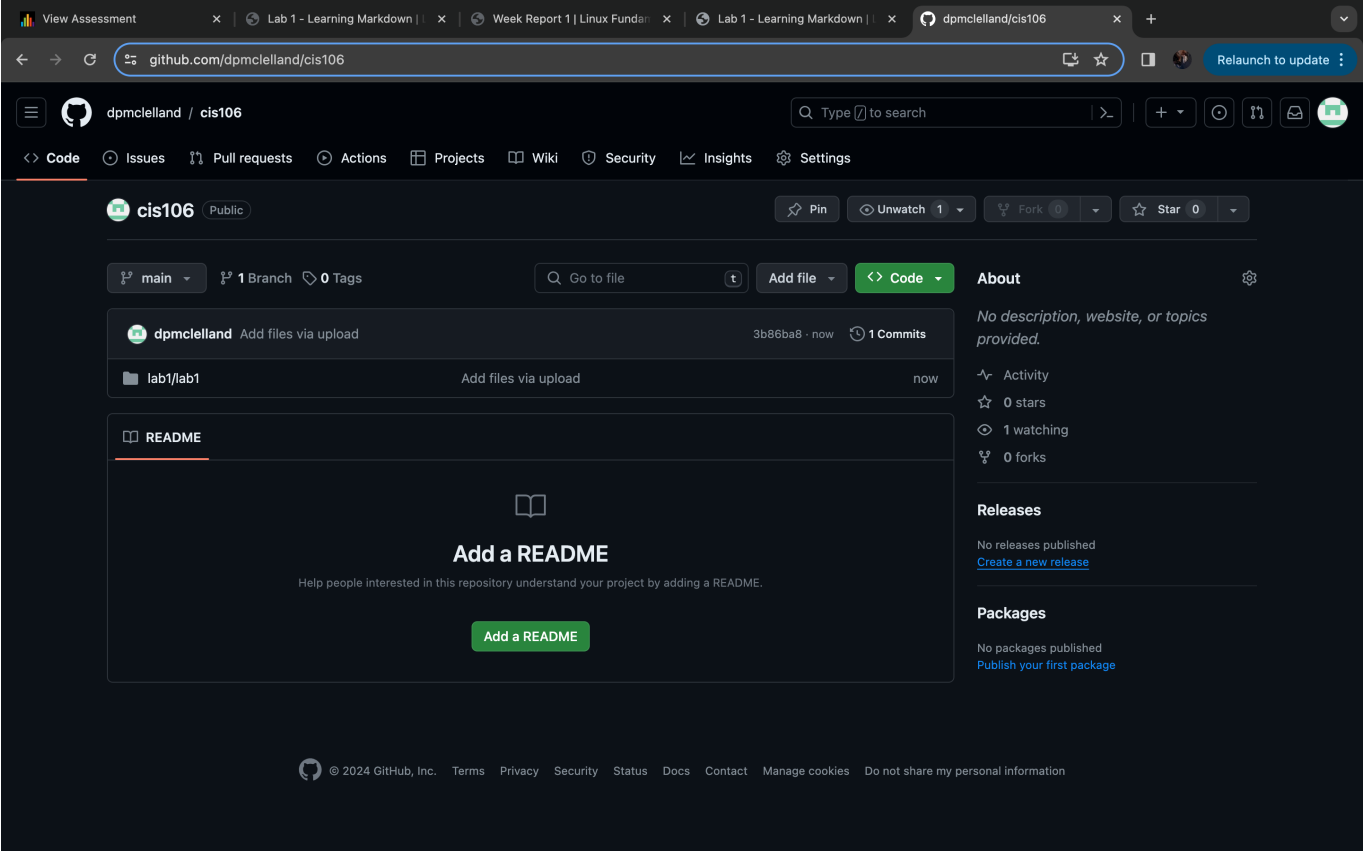 View Assessment
Lab 1 - Learning Markdown |
Week Report 1 | Linux Fundam
Lab 1 - Learning Markdown |
dpmclelland/cis106
github.com/dpmclelland/cis106
Relaunch to update
dpmclelland / cis106
Type / to search
Code
Issues
Pull requests
Actions
Projects
Wiki
Security
Insights
Settings
cis106 Public
Pin
Unwatch 1
Fork 0
Star 0
main
1 Branch
0 Tags
Go to file t
Add file
Code
dpmclelland Add files via upload
3b86ba8 · now
1 Commits
lab1/lab1
Add files via upload
now
README
Add a README
Help people interested in this repository understand your project by adding a README.
Add a README
About
No description, website, or topics
provided.
Activity
0 stars
1 watching
0 forks
Releases
No releases published
Create a new release
Packages
No packages published
Publish your first package
© 2024 GitHub, Inc. Terms Privacy Security Status Docs Contact Manage cookies Do not share my personal information